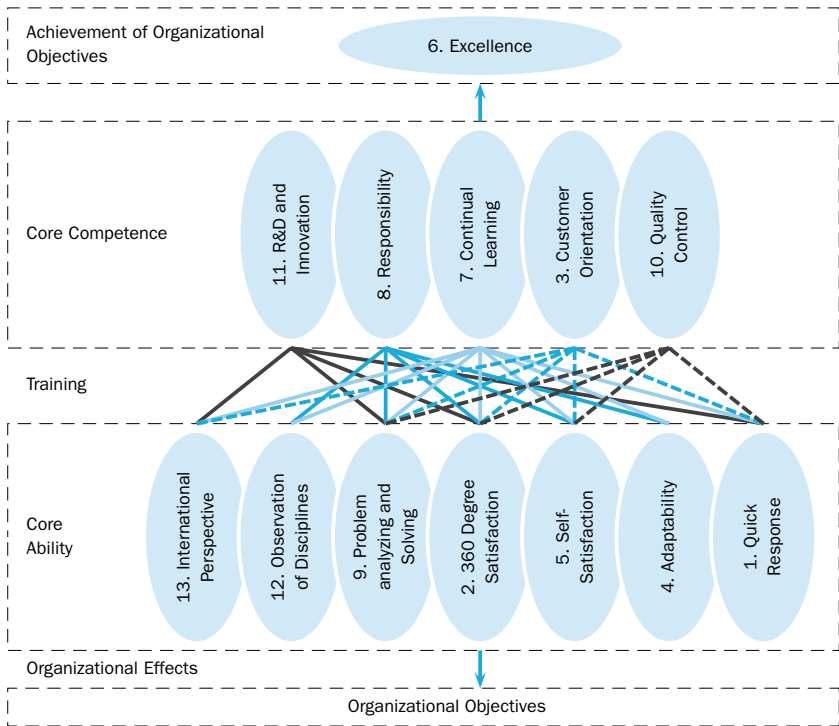 Achievement of Organizational
Objectives
6. Excellence
Core Competence
11. R&D and
Innovation
8. Responsibility
7. Continual
Learning
3. Customer
Orientation
10. Quality
Control
Training
Core
Ability
13. International
Perspective
12. Observation
of Disciplines
9. Problem
analyzing and
Solving
2. 360 Degree
Satisfaction
5. Self-
Satisfaction
4. Adaptability
1. Quick
Response
Organizational Effects
Organizational Objectives